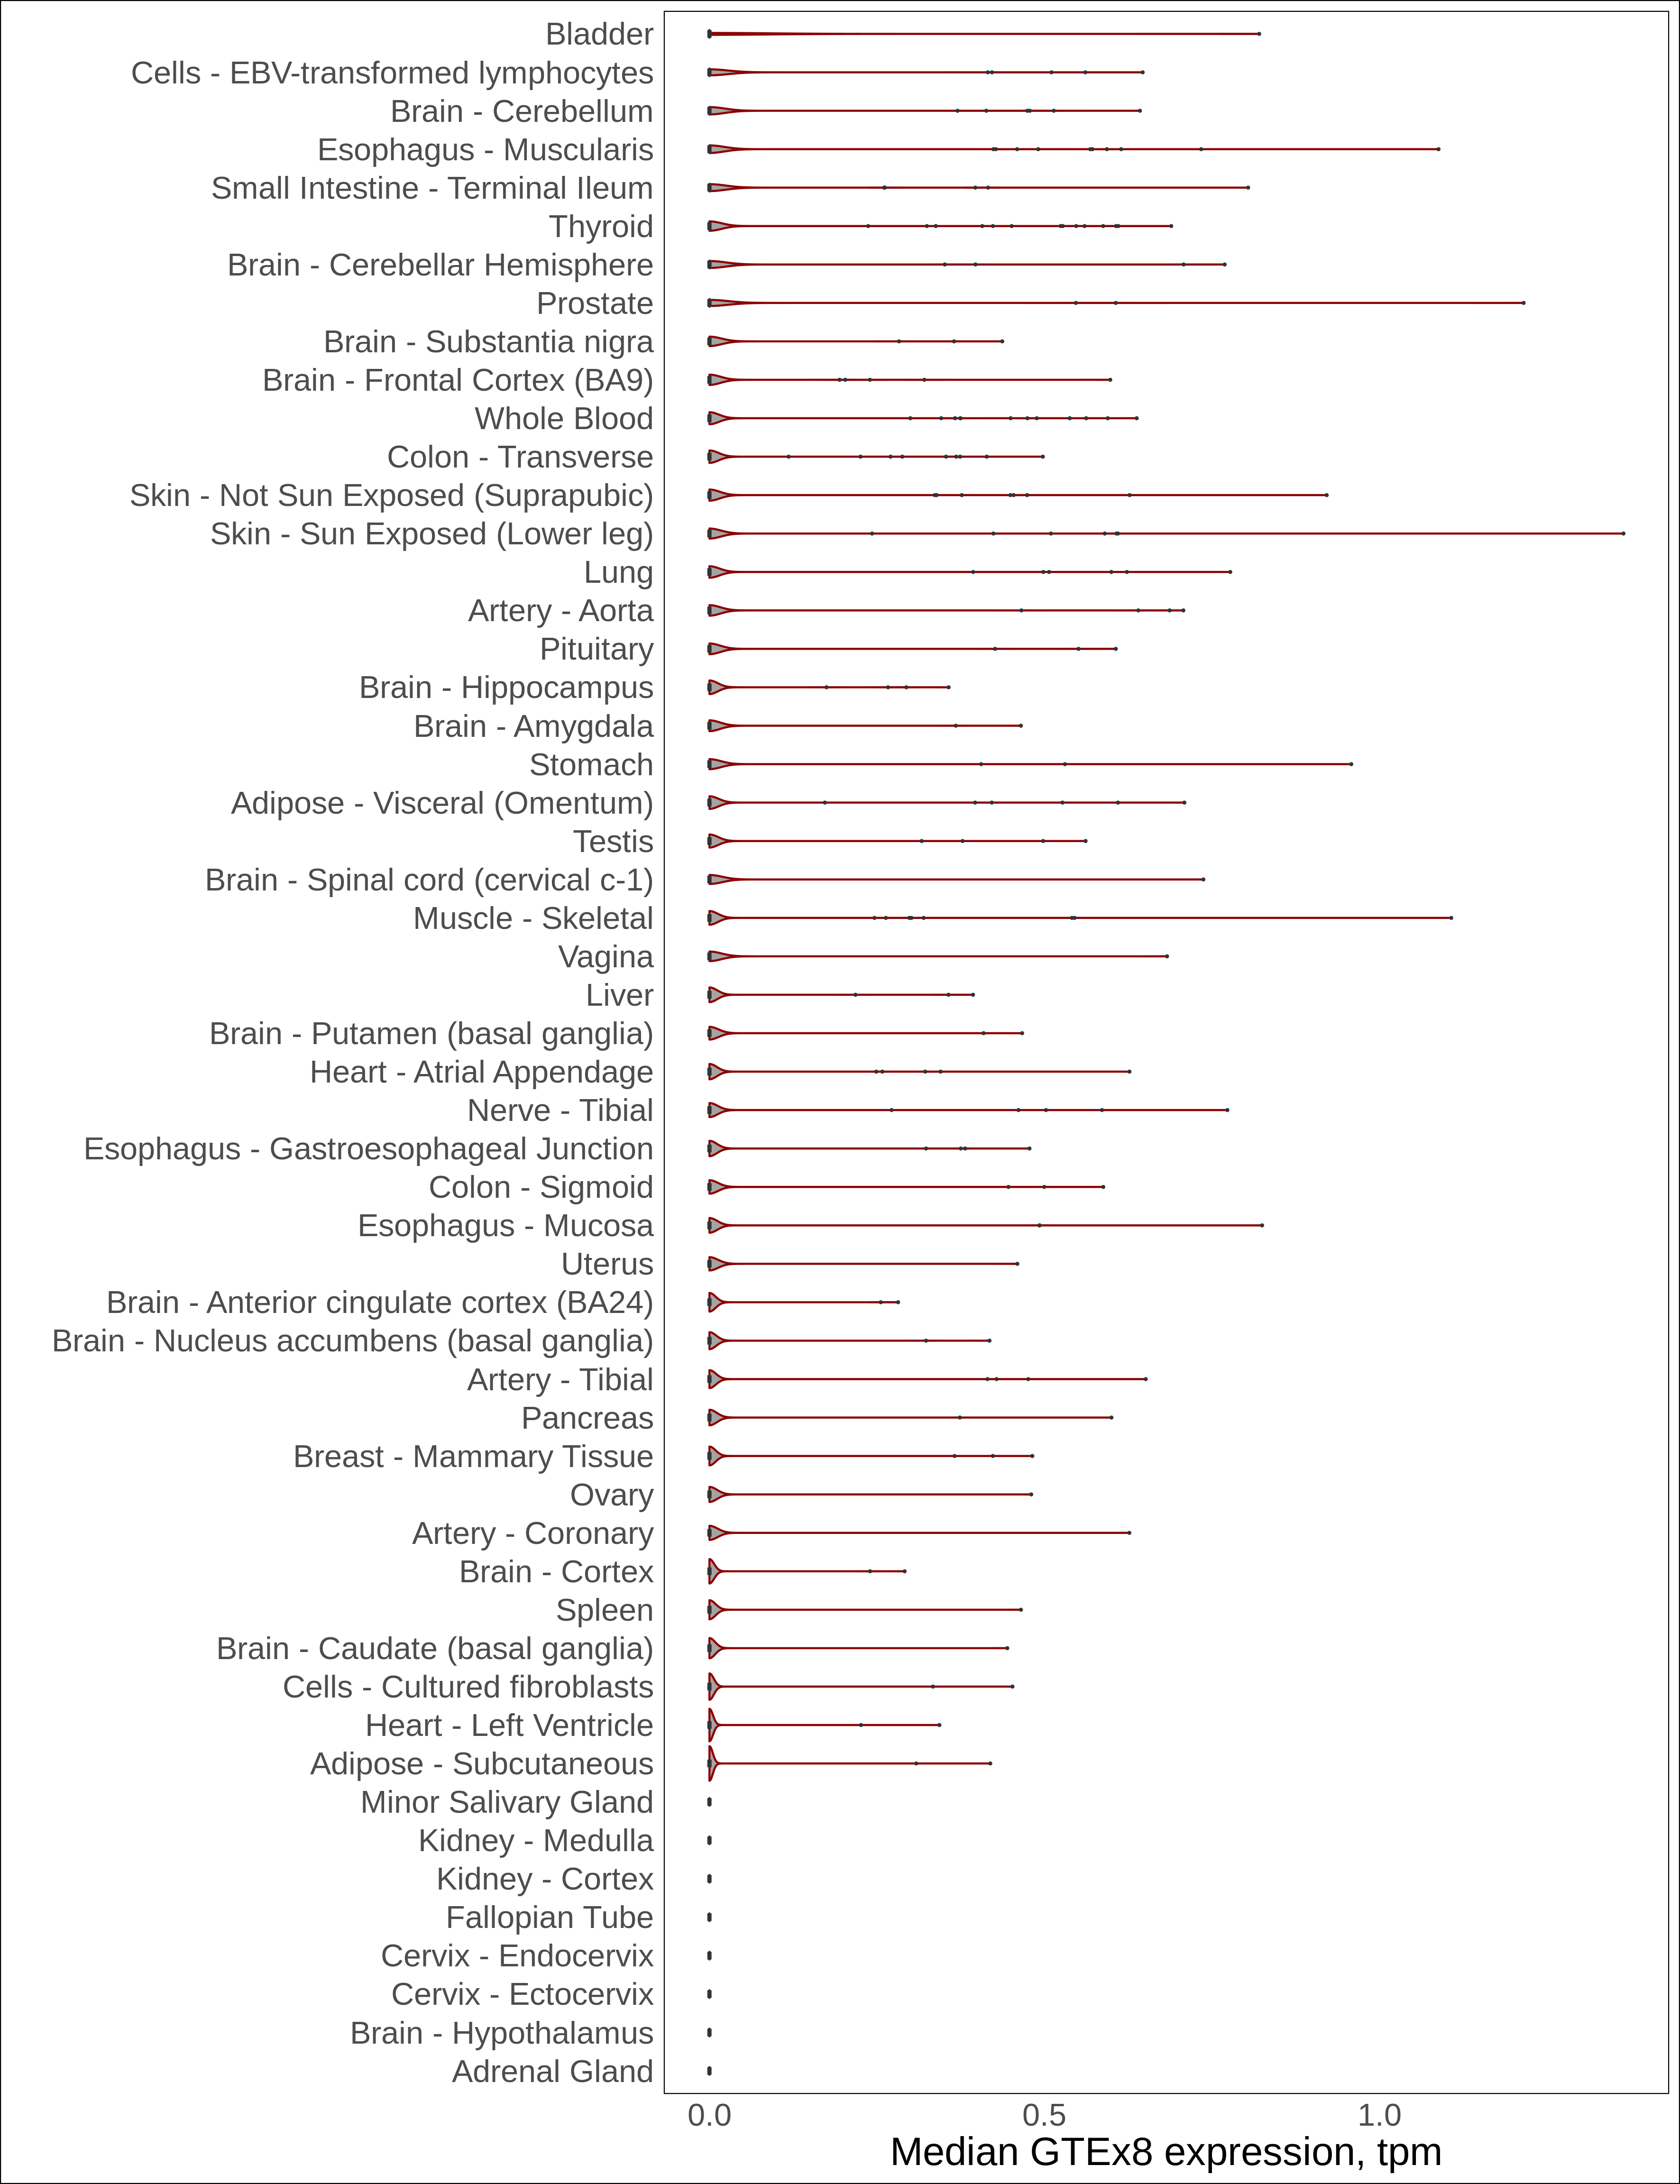 Bladder
Cells - EBV-transformed lymphocytes
Brain - Cerebellum
Esophagus - Muscularis
Small Intestine - Terminal Ileum
Thyroid
Brain - Cerebellar Hemisphere
Prostate
Brain - Substantia nigra
Brain - Frontal Cortex (BA9)
Whole Blood
Colon - Transverse
Skin - Not Sun Exposed (Suprapubic)
Skin - Sun Exposed (Lower leg)
Lung
Artery - Aorta
Pituitary
Brain - Hippocampus
Brain - Amygdala
Stomach
Adipose - Visceral (Omentum)
Testis
Brain - Spinal cord (cervical c-1)
Muscle - Skeletal
Vagina
Liver
Brain - Putamen (basal ganglia)
Heart - Atrial Appendage
Nerve - Tibial
Esophagus - Gastroesophageal Junction
Colon - Sigmoid
Esophagus - Mucosa
Uterus
Brain - Anterior cingulate cortex (BA24)
Brain - Nucleus accumbens (basal ganglia)
Artery - Tibial
Pancreas
Breast - Mammary Tissue
Ovary
Artery - Coronary
Brain - Cortex
Spleen
Brain - Caudate (basal ganglia)
Cells - Cultured fibroblasts
Heart - Left Ventricle
Adipose - Subcutaneous
Minor Salivary Gland
Kidney - Medulla
Kidney - Cortex
Fallopian Tube
Cervix - Endocervix
Cervix - Ectocervix
Brain - Hypothalamus
Adrenal Gland
0.0 0.5 1.0
Median GTEx8 expression, tpm